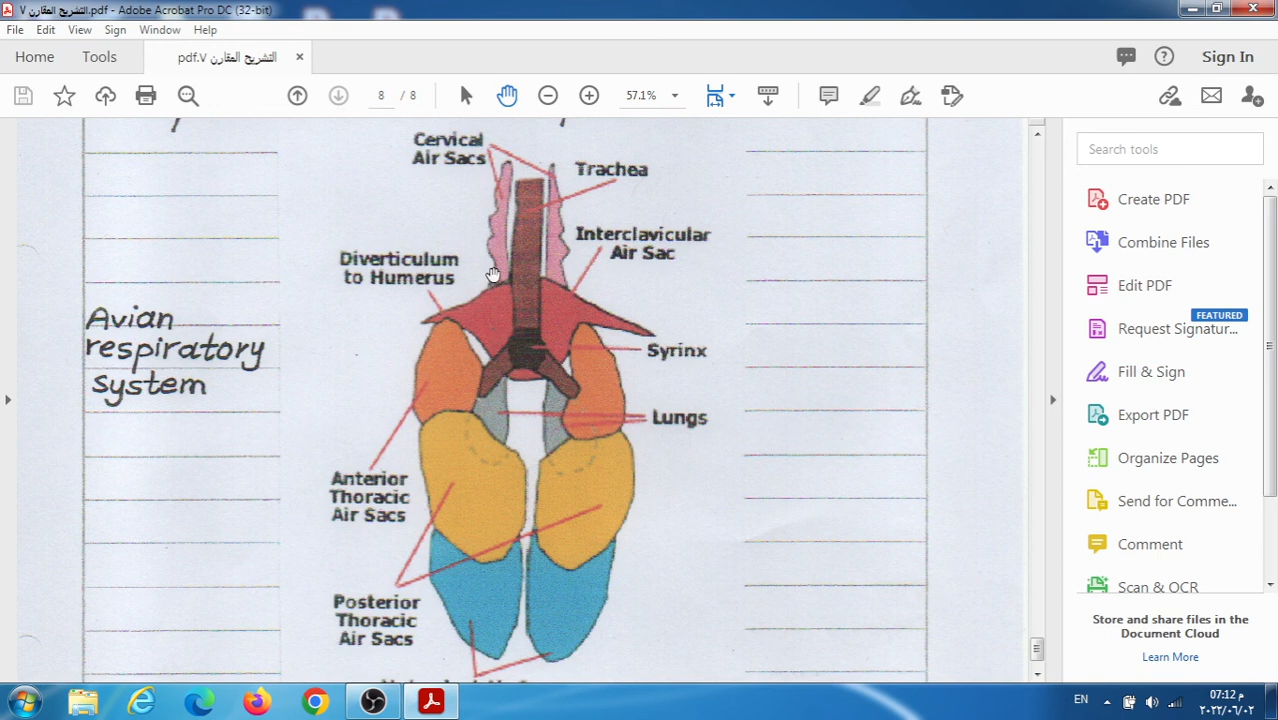 التشريح المقارن V.pdf - Adobe Acrobat Pro DC (32-bit)
File Edit View Sign Window Help
Home Tools
التشريح المقارن V.pdf
Sign In
8 / 8
57.1%
Cervical
Air Sacs
Trachea
Interclavicular
Air Sac
Diverticulum
to Humerus
Avian
respiratory
system
Syrinx
Lungs
Anterior
Thoracic
Air Sacs
Posterior
Thoracic
Air Sacs
Search tools
Create PDF
Combine Files
Edit PDF
FEATURED
Request Signatur...
Fill & Sign
Export PDF
Organize Pages
Send for Comme...
Comment
Scan & OCR
Store and share files in the
Document Cloud
Learn More
EN
07:12 م
٢٠٢٢/٠٦/٠٢